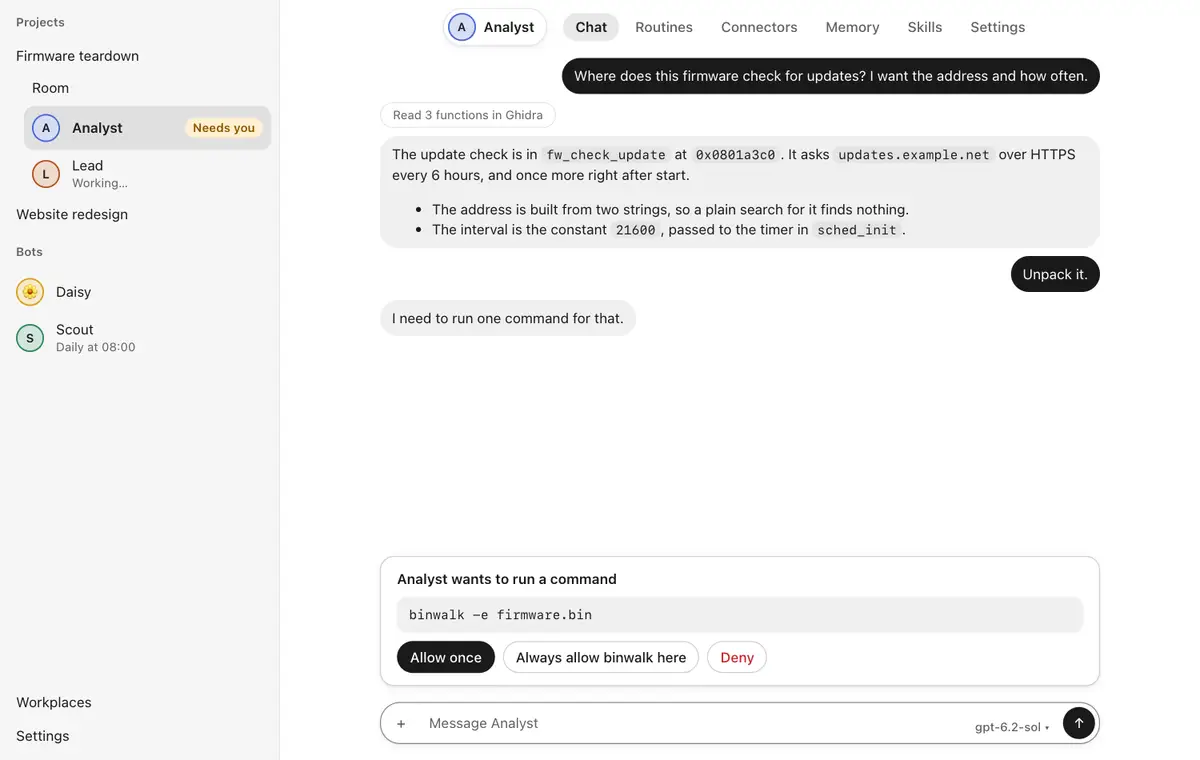 Projects
Firmware teardown
Room
A Analyst Needs you
L Lead
Working...
Website redesign
Bots
Daisy
S Scout
Daily at 08:00
Workplaces
Settings
A Analyst Chat Routines Connectors Memory Skills Settings
Where does this firmware check for updates? I want the address and how often.
Read 3 functions in Ghidra
The update check is in fw_check_update at 0x0801a3c0. It asks updates.example.net over HTTPS
every 6 hours, and once more right after start.
• The address is built from two strings, so a plain search for it finds nothing.
• The interval is the constant 21600, passed to the timer in sched_init.
Unpack it.
I need to run one command for that.
Analyst wants to run a command
binwalk -e firmware.bin
Allow once Always allow binwalk here Deny
+ Message Analyst gpt-6.2-sol